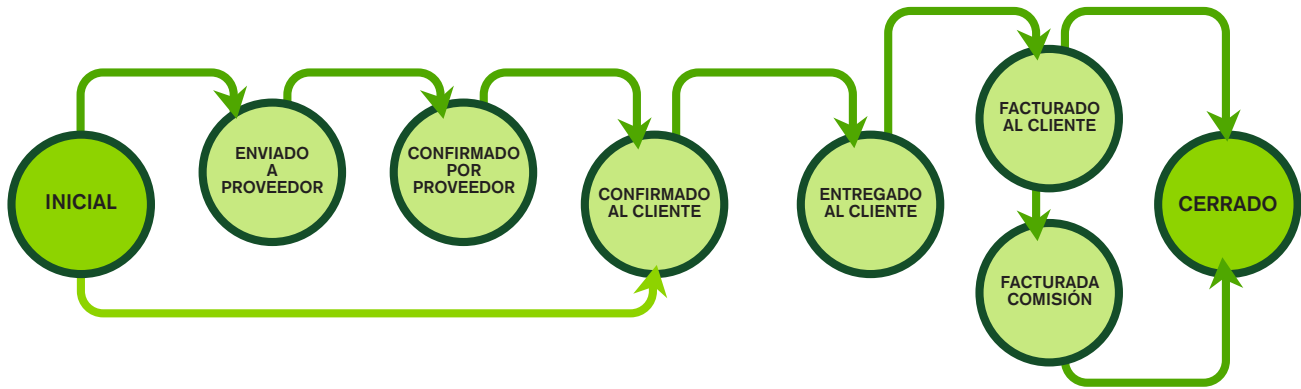 INICIAL
ENVIADO
A
PROVEEDOR
CONFIRMADO
POR
PROVEEDOR
CONFIRMADO
AL CLIENTE
ENTREGADO
AL CLIENTE
FACTURADO
AL CLIENTE
FACTURADA
COMISIÓN
CERRADO